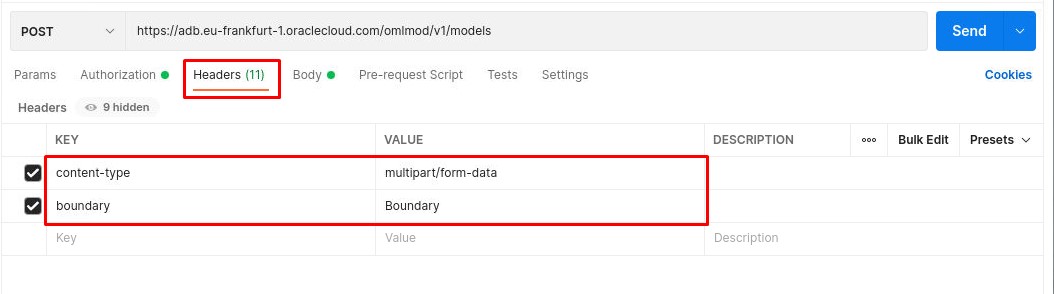 POST https://adb.eu-frankfurt-1.oraclecloud.com/omlmod/v1/models Send
Params Authorization Headers (11) Body Pre-request Script Tests Settings Cookies
Headers 9 hidden
KEY VALUE DESCRIPTION ooo Bulk Edit Presets
content-type multipart/form-data
boundary Boundary
Key Value Description